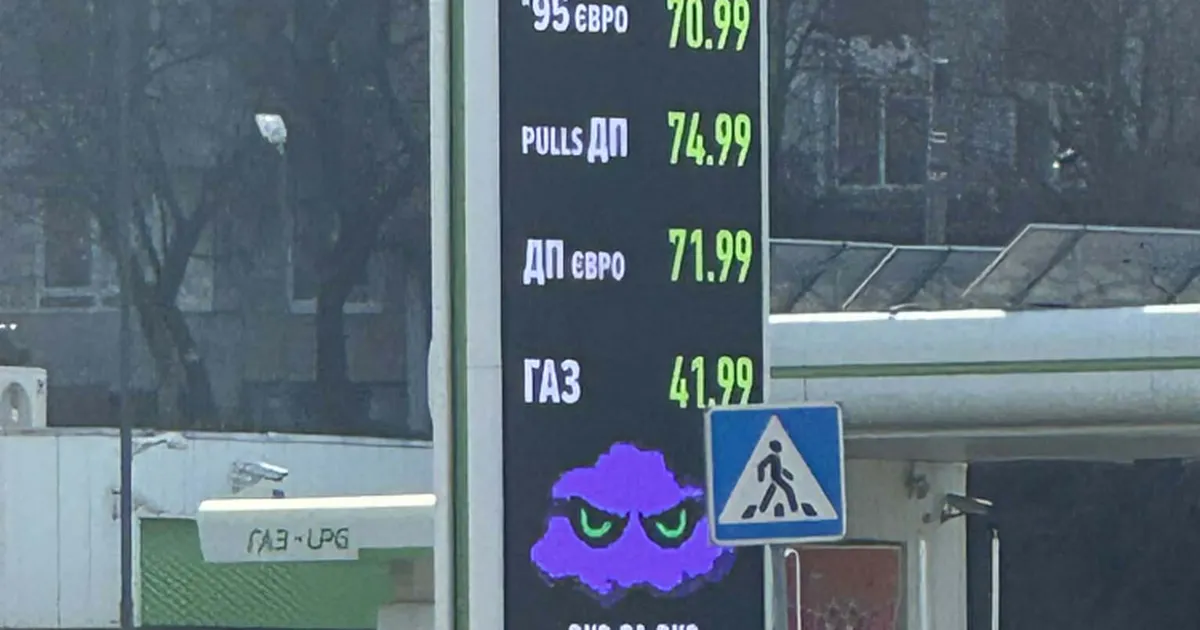 95 ЄВРО 70.99
PULLS ДП 74.99
ДП ЄВРО 71.99
ГАЗ 41.99
ГАЗ-LPG